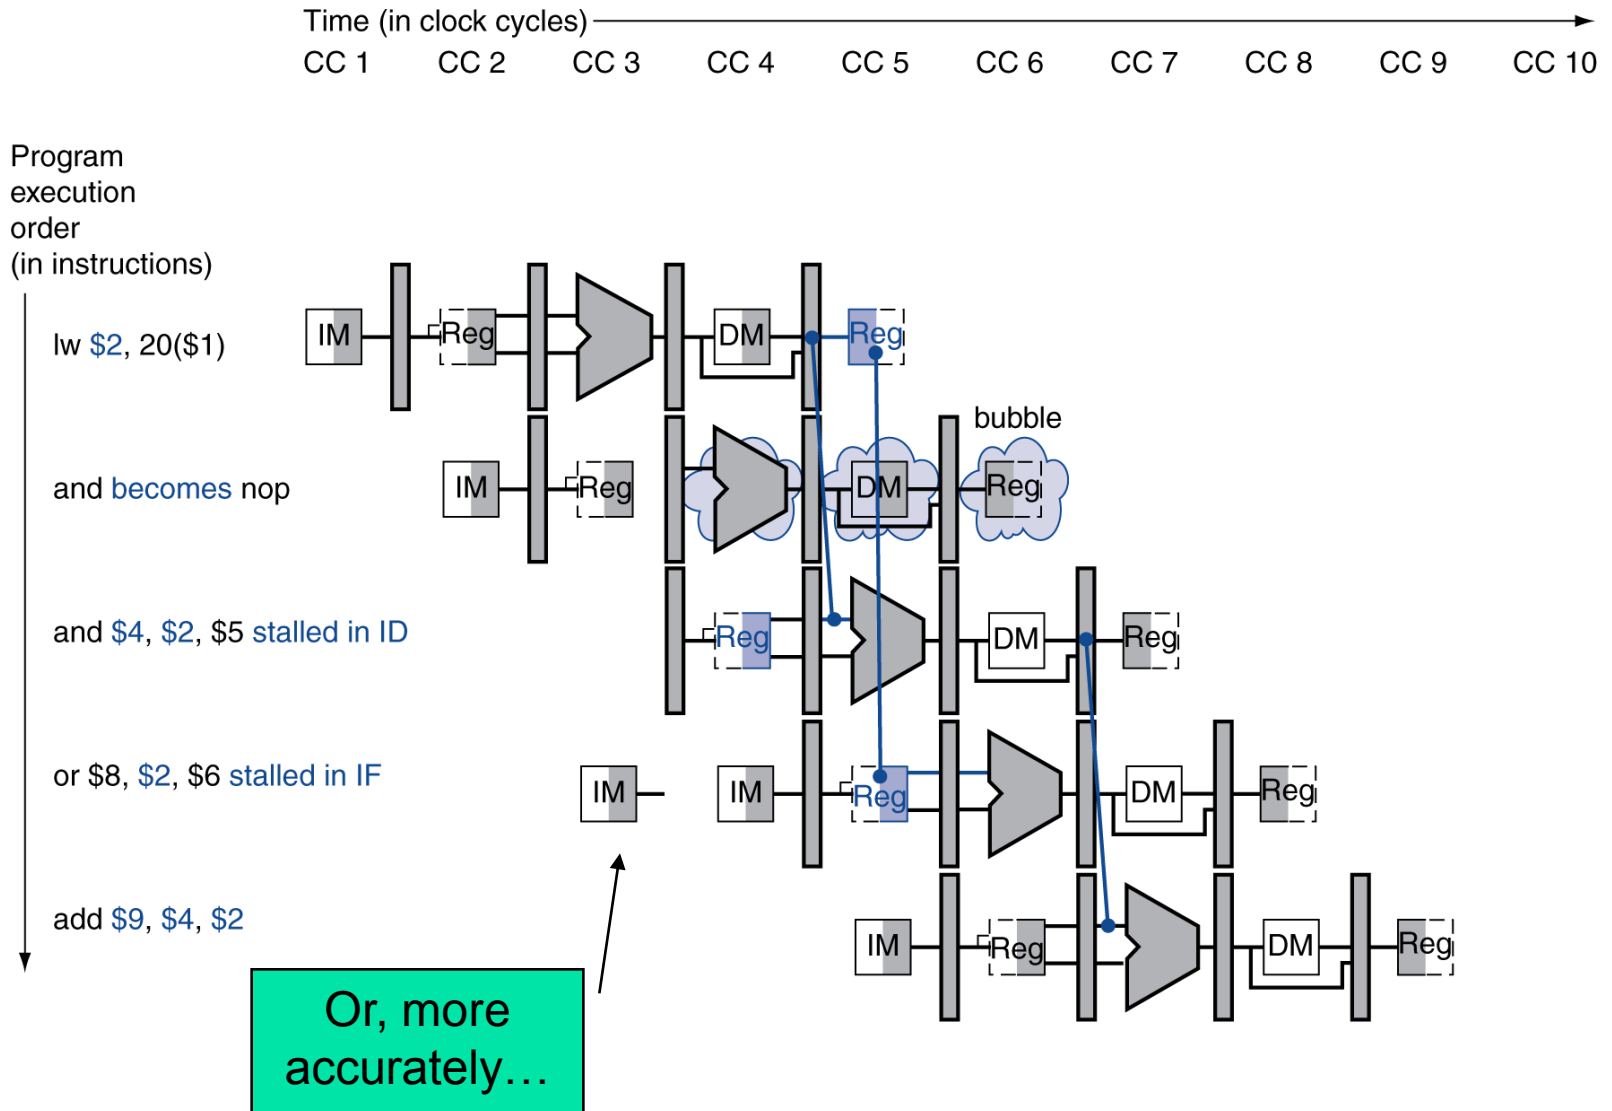 Time (in clock cycles)
CC 1 CC 2 CC 3 CC 4 CC 5 CC 6 CC 7 CC 8 CC 9 CC 10
Program
execution
order
(in instructions)
lw $2, 20($1)
IM Reg DM Reg
bubble
and becomes nop
IM Reg DM Reg
and $4, $2, $5 stalled in ID
Reg DM Reg
or $8, $2, $6 stalled in IF
IM IM Reg DM Reg
add $9, $4, $2
IM Reg DM Reg
Or, more
accurately…